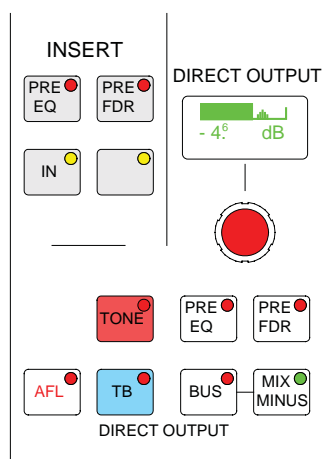 INSERT
PRE
EQ
PRE
FDR
IN
DIRECT OUTPUT
- 4.⁶ dB
TONE
PRE
EQ
PRE
FDR
AFL
TB
BUS
MIX
MINUS
DIRECT OUTPUT